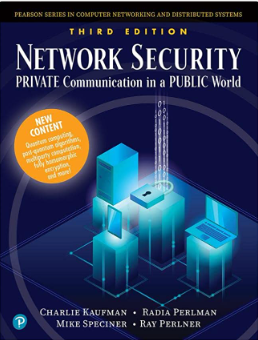 PEARSON SERIES IN COMPUTER NETWORKING AND DISTRIBUTED SYSTEMS
THIRD EDITION
NETWORK SECURITY
PRIVATE Communication in a PUBLIC World
NEW
CONTENT
Quantum computing,
post-quantum algorithms,
multiparty computation,
fully homomorphic
encryption,
and more!
CHARLIE KAUFMAN • RADIA PERLMAN
MIKE SPECINER • RAY PERLNER
P